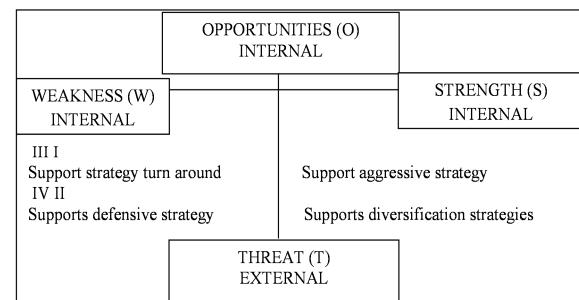 OPPORTUNITIES (O)
INTERNAL
WEAKNESS (W)
INTERNAL
STRENGTH (S)
INTERNAL
III I
Support strategy turn around
Support aggressive strategy
IV II
Supports defensive strategy
Supports diversification strategies
THREAT (T)
EXTERNAL